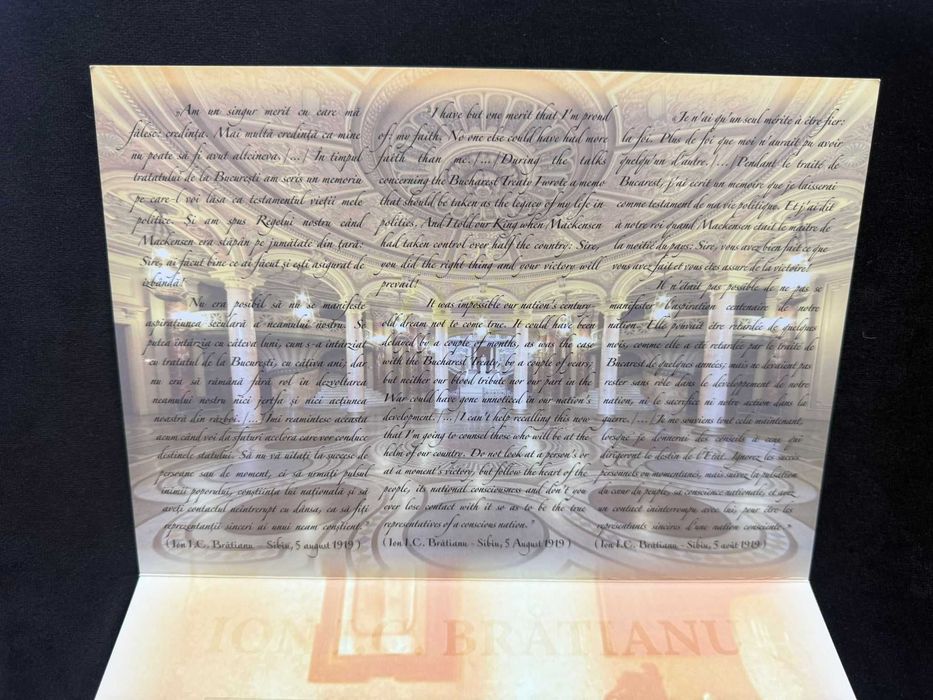 „Am un singur merit cu care mă
fălesc: credința. Mai multă credință ca mine
nu poate să fi avut altcineva. [...] În timpul
tratatului de la București am scris un memoriu
pe care-l voi lăsa ca testamentul vieții mele
politice. Și am spus Regelui nostru când
Mackensen era stăpân pe jumătate din țară:
Sire, ai făcut bine ce ai făcut și ești asigurat de
izbândă!
Nu era posibil să nu se manifeste
aspirațiunea seculară a neamului nostru. Se
putea întârzia cu câteva luni, cum s-a întârziat
cu tratatul de la București, cu câțiva ani, dar
nu era să rămână fără rol în dezvoltarea
neamului nostru nici jertfa și nici acțiunea
noastră din război. [...] Îmi reamintesc aceasta
acum când voi da sfaturi acelora care vor conduce
destinele statului. Să nu vă uitați la succese de
persoane sau de moment, ci să urmați pulsul
inimii poporului, conștiința lui națională și să
aveți contactul neîntrerupt cu dânsa, ca să fiți
reprezentanții sinceri ai unui neam conștient."
(Ion I.C. Brătianu – Sibiu, 5 august 1919)
"I have but one merit that I'm proud
of: my faith. No one else could have had more
faith than me. [...] During the talks
concerning the Bucharest Treaty I wrote a memo
that should be taken as the legacy of my life in
politics. And I told our King when Mackensen
had taken control over half the country: Sire,
you did the right thing and your victory will
prevail!
It was impossible our nation's century-
old dream not to come true. It could have been
delayed by a couple of months, as was the case
with the Bucharest Treaty, by a couple of years,
but neither our blood tribute nor our part in the
War could have gone unnoticed in our nation's
development. [...] I can't help recalling this now
that I'm going to counsel those who will be at the
helm of our country. Do not look at a person's or
at a moment's victory, but follow the heart of the
people, its national consciousness and don't you
ever lose contact with it so as to be the true
representatives of a conscious nation."
(Ion I.C. Brătianu - Sibiu, 5 August 1919)
«Je n'ai qu'un seul mérite à être fier:
la foi. Plus de foi que moi n'aurait pu avoir
quelqu'un d'autre. [...] Pendant le traité de
Bucarest, j'ai écrit un memoire que je laisserai
comme testament de ma vie politique. Et j'ai dit
a notre roi quand Mackensen était le maître de
la moitié du pays: Sire, vous avez bien fait ce que
vous avez fait et vous êtes assure de la victoire!
Il n'était pas possible de ne pas se
manifester l'aspiration centenaire de notre
nation. Elle pouvait être retardée de quelques
mois, comme elle a été retardée par le traité de
Bucarest de quelques années, mais ne devaient pas
rester sans rôle dans le développement de notre
nation, ni le sacrifice ni notre action dans la
guerre. [...] Je me souviens tout cela maintenant,
lorsque je donnerai des conseils à ceux qui
dirigeront le destin de l'État. Ignorez les succès
personnels ou momentanés, mais suivez la pulsation
du cœur du peuple, sa conscience nationale, et ayez
un contact ininterrompu avec lui, pour être les
représentants sincères d'une nation consciente.»
(Ion I.C. Brătianu - Sibiu, 5 août 1919)
ION I.C. BRĂTIANU